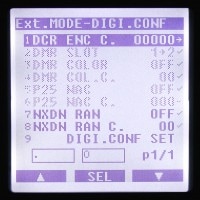 Ext.MODE-DIGI.CONF
1DCR ENC C. 00000→
2DMR SLOT 1→2✓
3DMR COLOR OFF✓
4DMR COL.C. 00
5P25 NAC OFF✓
6P25 NAC C. 000
7NXDN RAN OFF✓
8NXDN RAN C. 00✓
9 DIGI.CONF SET
. 0 p1/1
▲ SEL ▼